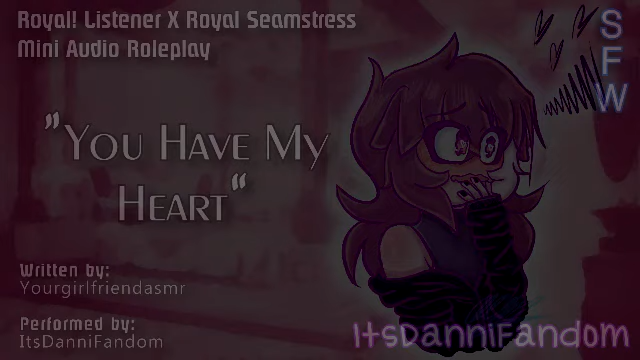 Royal! Listener X Royal Seamstress
Mini Audio Roleplay
SFW
"You Have My
Heart"
Written by:
Yourgirlfriendasmr
Performed by:
ItsDanniFandom
ItsDanniFandom